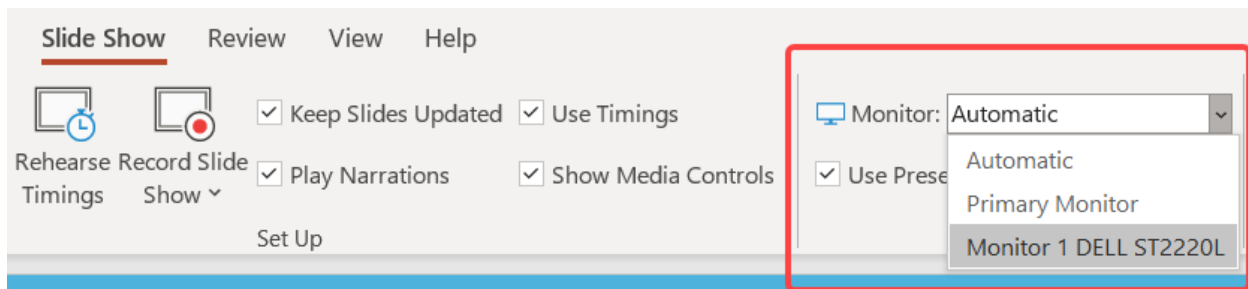 Slide Show Review View Help
Rehearse Timings
Record Slide Show
Keep Slides Updated
Play Narrations
Use Timings
Show Media Controls
Set Up
Monitor: Automatic
Use Prese
Automatic
Primary Monitor
Monitor 1 DELL ST2220L